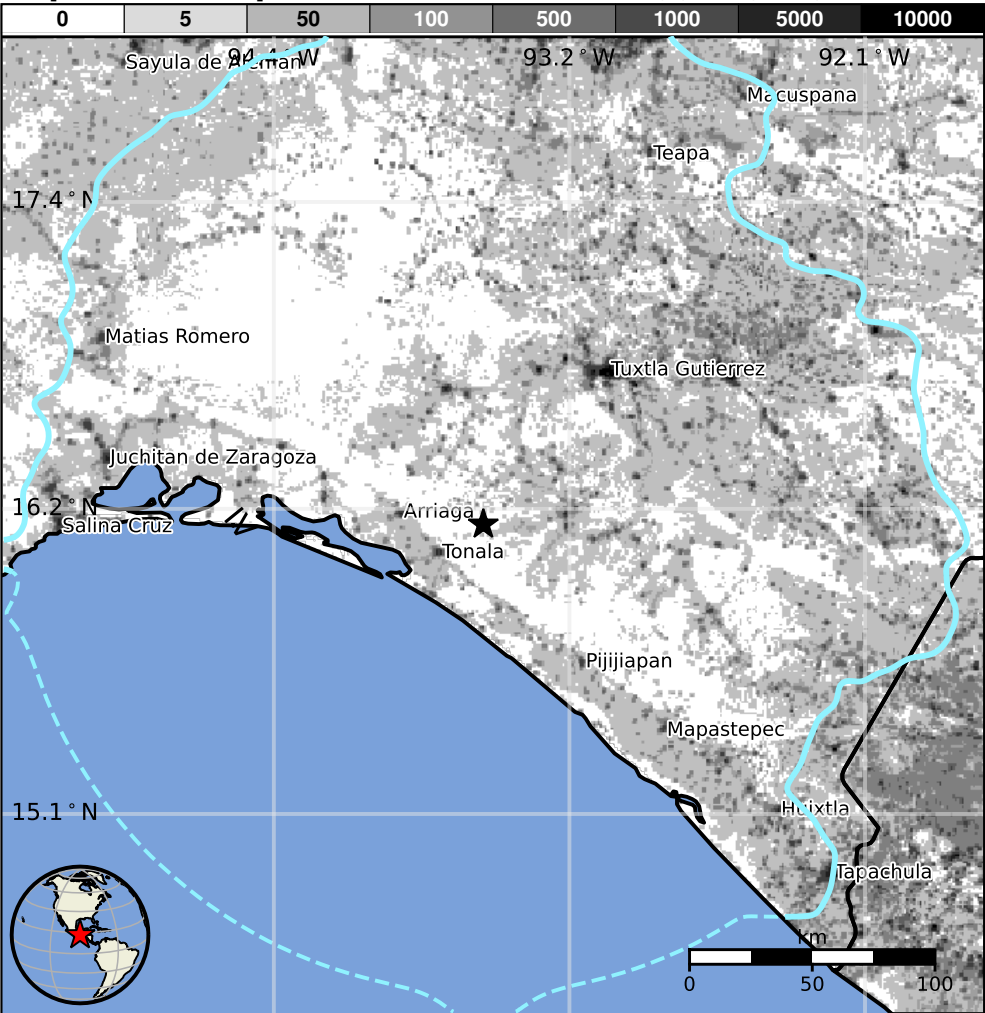 0 5 50 100 500 1000 5000 10000
94.4°W 93.2°W 92.1°W
Sayula de Aleman
Macuspana
Teapa
17.4°N
Matias Romero
Tuxtla Gutierrez
Juchitan de Zaragoza
16.2°N
Arriaga
Salina Cruz
Tonala
Pijijiapan
Mapastepec
15.1°N
Huixtla
Tapachula
km
0 50 100